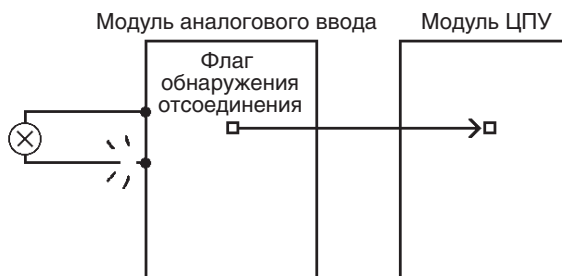 Модуль аналогового ввода
Модуль ЦПУ
Флаг
обнаружения
отсоединения